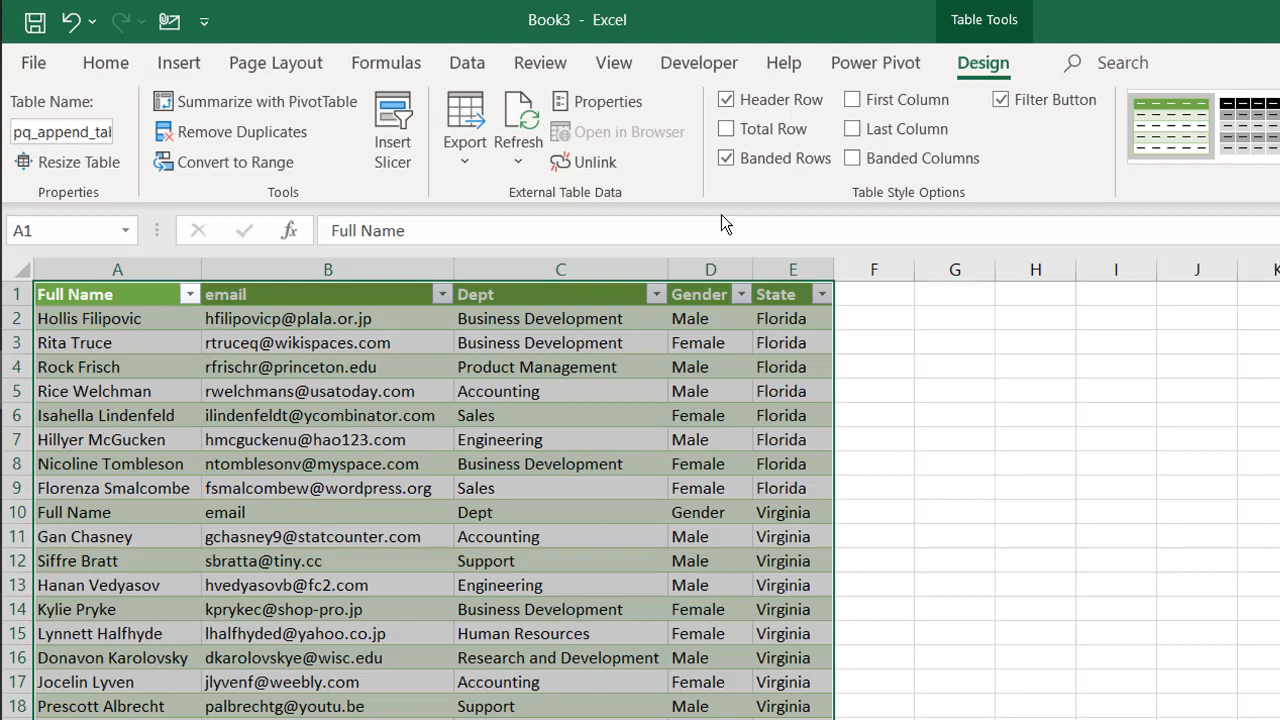 Book3 - Excel
Table Tools
File Home Insert Page Layout Formulas Data Review View Developer Help Power Pivot Design Search
Table Name:
pq_append_tal
Resize Table
Properties
Summarize with PivotTable
Remove Duplicates
Convert to Range
Insert
Slicer
Tools
Export
Refresh
Properties
Open in Browser
Unlink
External Table Data
Header Row
Total Row
Banded Rows
First Column
Last Column
Banded Columns
Filter Button
Table Style Options
A1 fx Full Name
A B C D E F G H I J K
1 Full Name email Dept Gender State
2 Hollis Filipovic hfilipovicp@plala.or.jp Business Development Male Florida
3 Rita Truce rtruceq@wikispaces.com Business Development Female Florida
4 Rock Frisch rfrischr@princeton.edu Product Management Male Florida
5 Rice Welchman rwelchmans@usatoday.com Accounting Male Florida
6 Isahella Lindenfeld ilindenfeldt@ycombinator.com Sales Female Florida
7 Hillyer McGucken hmcguckenu@hao123.com Engineering Male Florida
8 Nicoline Tombleson ntomblesonv@myspace.com Business Development Female Florida
9 Florenza Smalcombe fsmalcombew@wordpress.org Sales Female Florida
10 Full Name email Dept Gender Virginia
11 Gan Chasney gchasney9@statcounter.com Accounting Male Virginia
12 Siffre Bratt sbratta@tiny.cc Support Male Virginia
13 Hanan Vedyasov hvedyasovb@fc2.com Engineering Male Virginia
14 Kylie Pryke kprykec@shop-pro.jp Business Development Female Virginia
15 Lynnett Halfhyde lhalfhyded@yahoo.co.jp Human Resources Female Virginia
16 Donavon Karolovsky dkarolovskye@wisc.edu Research and Development Male Virginia
17 Jocelin Lyven jlyvenf@weebly.com Accounting Female Virginia
18 Prescott Albrecht palbrechtg@youtu.be Support Male Virginia